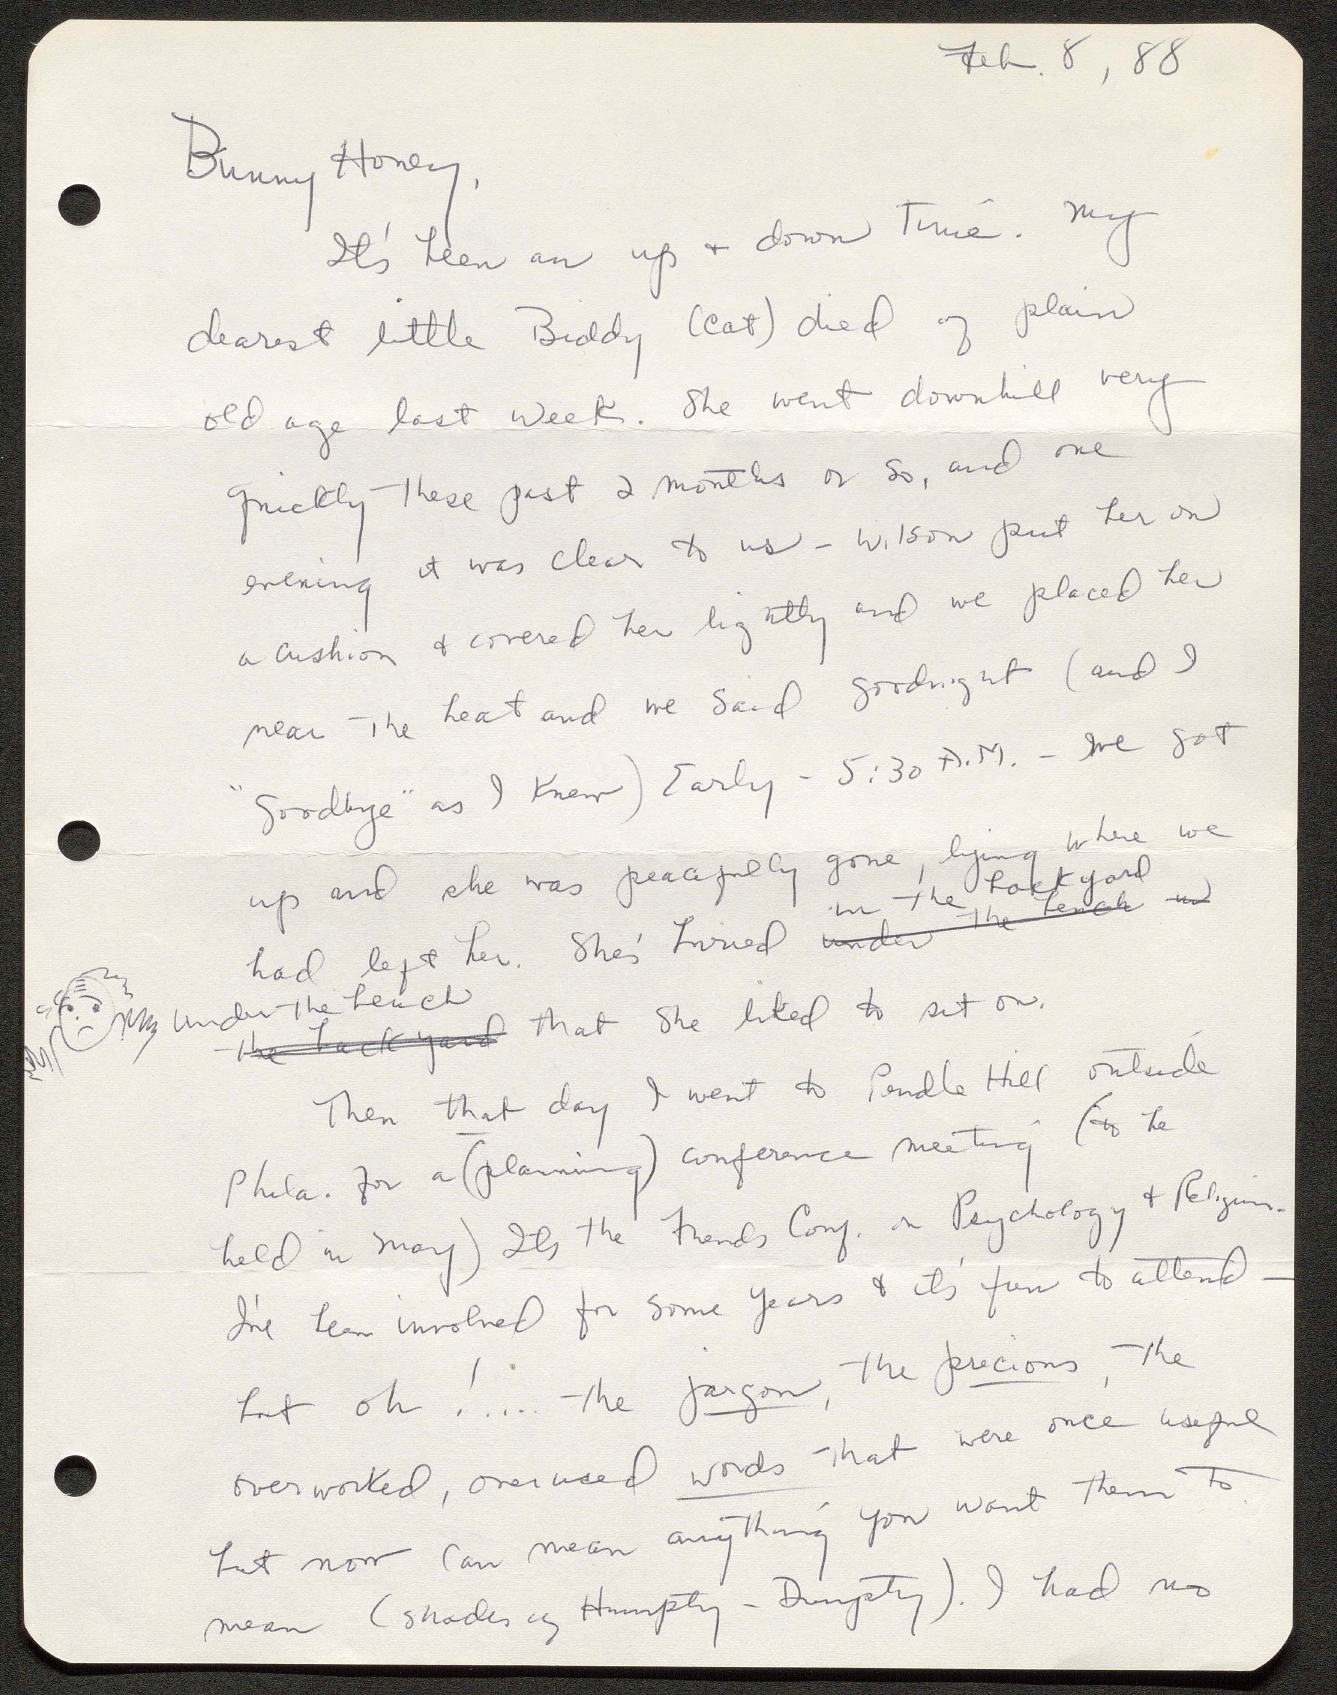 Feb. 8, 88
Bunny Honey,
It's been an up + down time. My
dearest little Biddy (cat) died of plain
old age last week. She went downhill very
quickly these past 2 months or so, and one
evening it was clear to us - Wilson put her on
a cushion + covered her lightly and we placed her
near the heat and we said goodnight (and I
"Goodbye" as I knew) Early - 5:30 A.M. - we got
up and she was peacefully gone, lying where we
in the backyard
had left her. She's buried under the bench in
under the bench
the backyard that she liked to sit on.
Then that day I went to Pendle Hill outside
Phila. for a (planning) conference meeting (to be
held in May) It's the Friends Conf. on Psychology + Religion.
I've been involved for some years + it's fun to attend -
but oh !.... the jargon, the precious, the
overworked, overused words that were once useful
but now can mean anything you want them to
mean (shades of Humpty-Dumpty). I had no